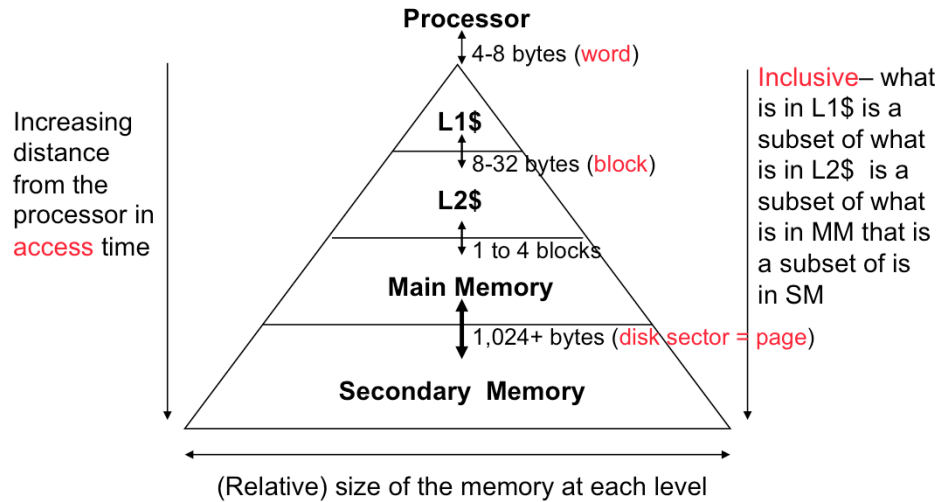 Processor
4-8 bytes (word)
Increasing
distance
from the
processor in
access time
L1$
8-32 bytes (block)
L2$
1 to 4 blocks
Main Memory
1,024+ bytes (disk sector = page)
Secondary Memory
Inclusive– what
is in L1$ is a
subset of what
is in L2$ is a
subset of what
is in MM that is
a subset of is
in SM
(Relative) size of the memory at each level